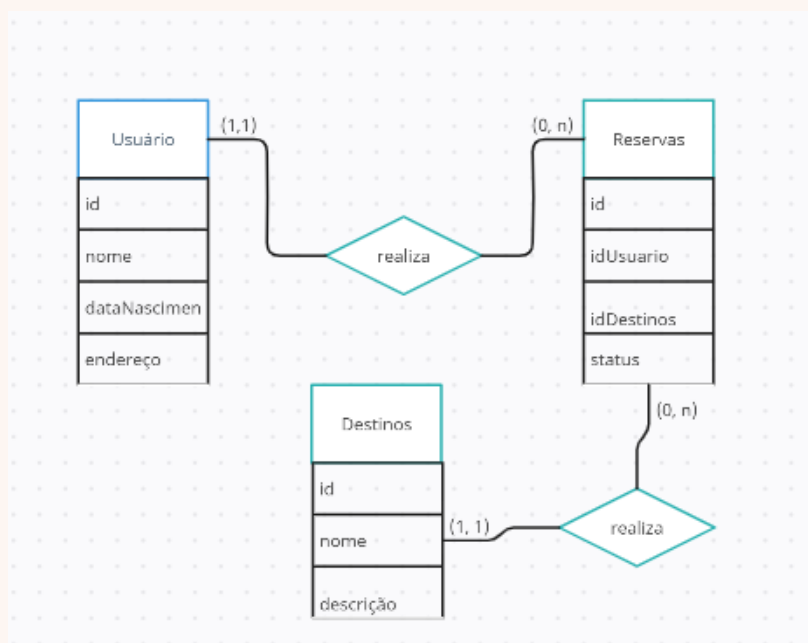 Usuário
id
nome
dataNascimen
endereço
(1,1)
realiza
(0, n)
Reservas
id
idUsuario
idDestinos
status
(0, n)
realiza
(1, 1)
Destinos
id
nome
descrição